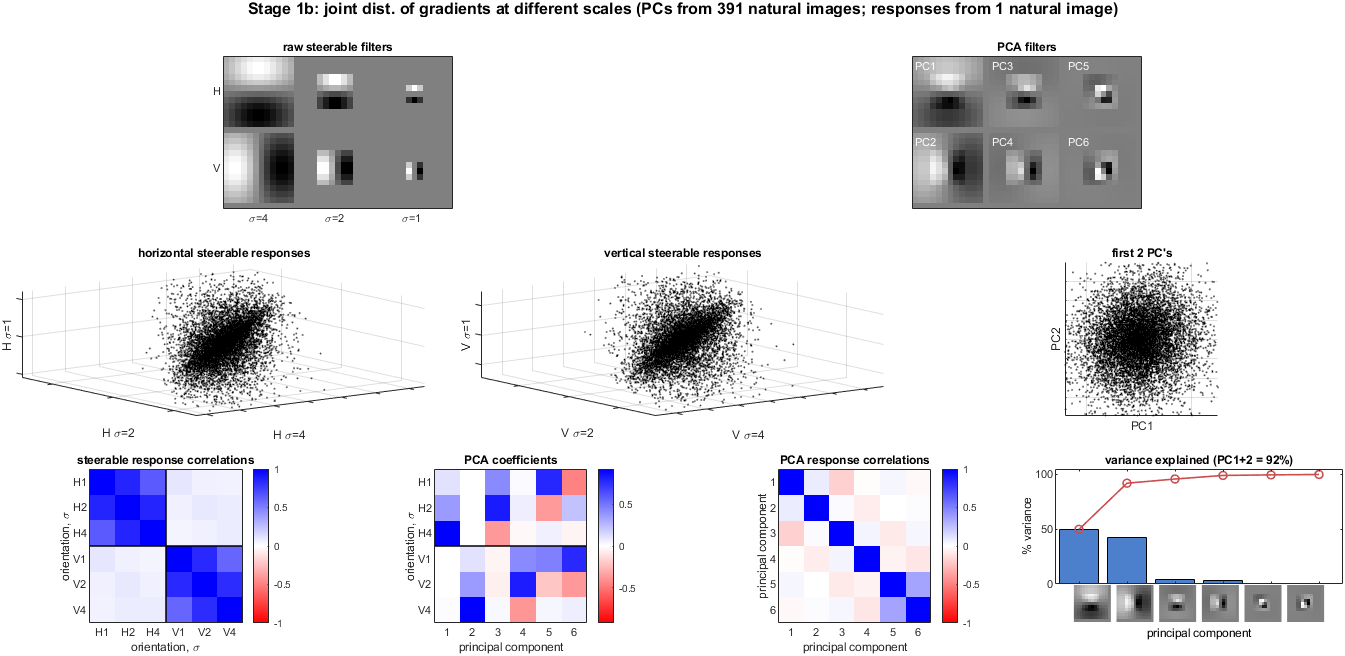 Stage 1b: joint dist. of gradients at different scales (PCs from 391 natural images; responses from 1 natural image)
raw steerable filters
H
V
σ=4 σ=2 σ=1
PCA filters
PC1 PC3 PC5
PC2 PC4 PC6
horizontal steerable responses
H σ=1
H σ=2
H σ=4
vertical steerable responses
V σ=1
V σ=2
V σ=4
first 2 PC's
PC2
PC1
steerable response correlations
orientation, σ
H1
H2
H4
V1
V2
V4
H1 H2 H4 V1 V2 V4
orientation, σ
1
0.5
0
-0.5
-1
PCA coefficients
orientation, σ
H1
H2
H4
V1
V2
V4
1 2 3 4 5 6
principal component
0.5
0
-0.5
PCA response correlations
principal component
1
2
3
4
5
6
1 2 3 4 5 6
principal component
1
0.5
0
-0.5
-1
variance explained (PC1+2 = 92%)
% variance
100
50
0
principal component